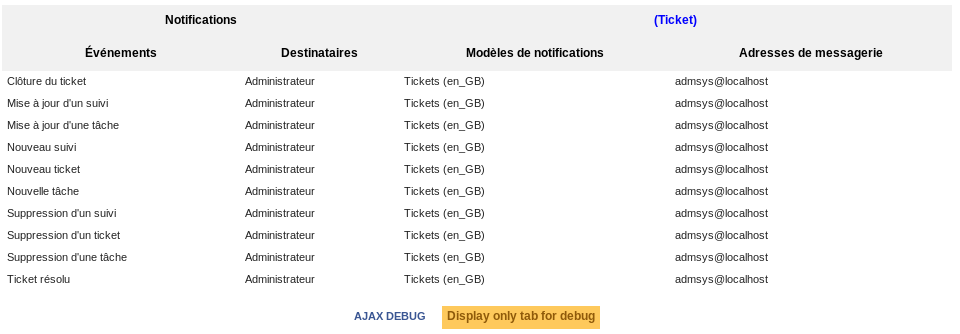 Notifications (Ticket)
Événements Destinataires Modèles de notifications Adresses de messagerie
Clôture du ticket Administrateur Tickets (en_GB) admsys@localhost
Mise à jour d'un suivi Administrateur Tickets (en_GB) admsys@localhost
Mise à jour d'une tâche Administrateur Tickets (en_GB) admsys@localhost
Nouveau suivi Administrateur Tickets (en_GB) admsys@localhost
Nouveau ticket Administrateur Tickets (en_GB) admsys@localhost
Nouvelle tâche Administrateur Tickets (en_GB) admsys@localhost
Suppression d'un suivi Administrateur Tickets (en_GB) admsys@localhost
Suppression d'un ticket Administrateur Tickets (en_GB) admsys@localhost
Suppression d'une tâche Administrateur Tickets (en_GB) admsys@localhost
Ticket résolu Administrateur Tickets (en_GB) admsys@localhost
AJAX DEBUG Display only tab for debug